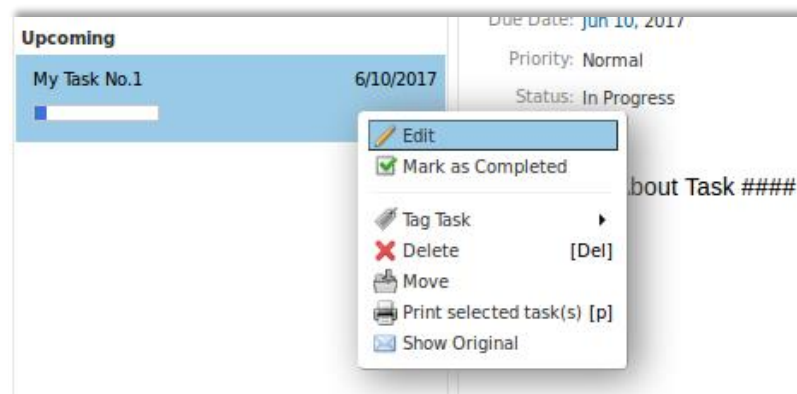 Upcoming
My Task No.1 6/10/2017
Due Date: Jun 10, 2017
Priority: Normal
Status: In Progress
About Task ####
Edit
Mark as Completed
Tag Task
Delete [Del]
Move
Print selected task(s) [p]
Show Original